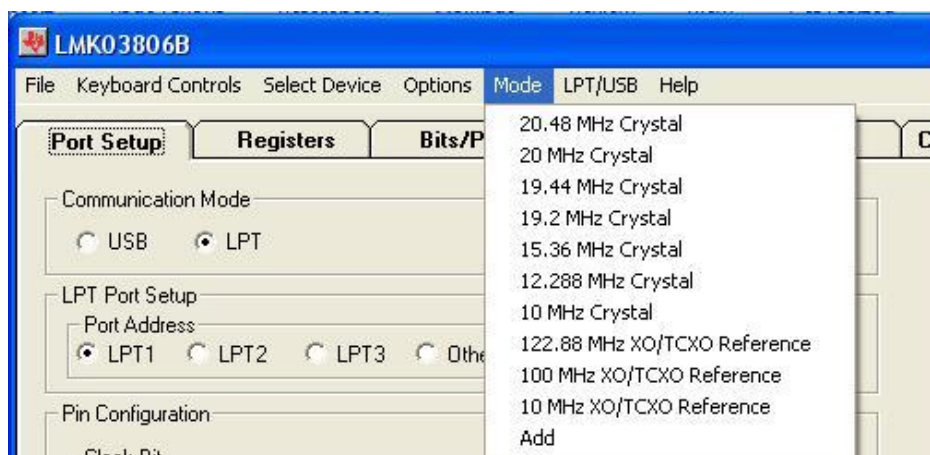 LMK03806B
File Keyboard Controls Select Device Options Mode LPT/USB Help
Port Setup Registers Bits/P
20.48 MHz Crystal
20 MHz Crystal
19.44 MHz Crystal
19.2 MHz Crystal
15.36 MHz Crystal
12.288 MHz Crystal
10 MHz Crystal
122.88 MHz XO/TCXO Reference
100 MHz XO/TCXO Reference
10 MHz XO/TCXO Reference
Add
Communication Mode
USB LPT
LPT Port Setup
Port Address
LPT1 LPT2 LPT3 Othe
Pin Configuration